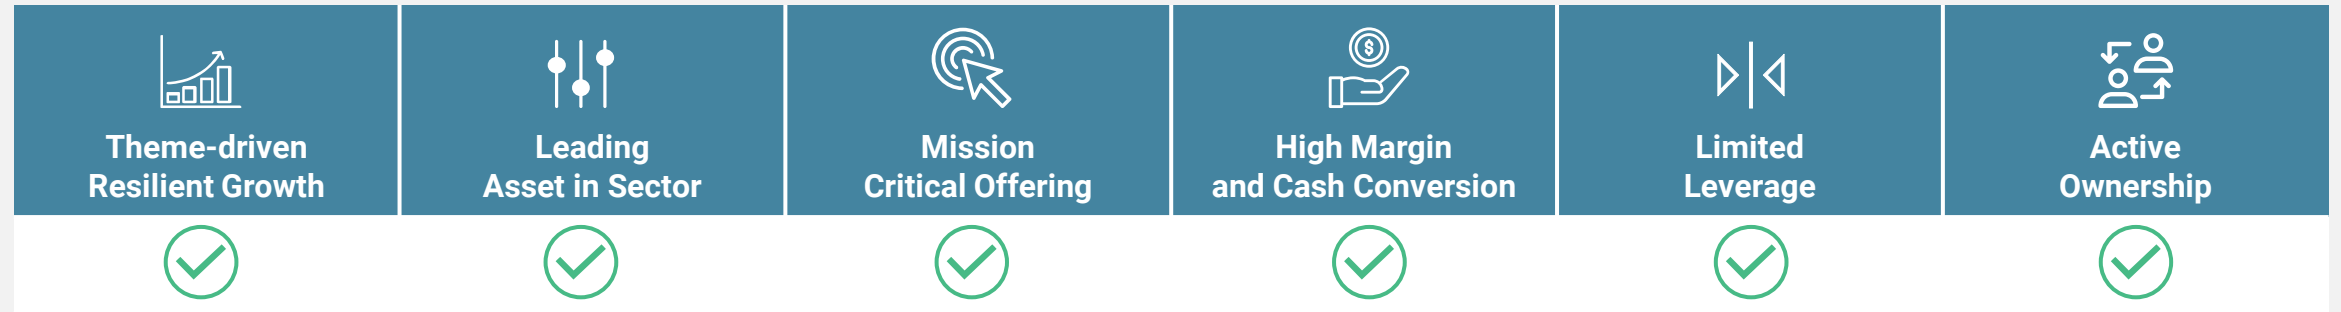 Theme-driven
Resilient Growth
Leading
Asset in Sector
Mission
Critical Offering
High Margin
and Cash Conversion
Limited
Leverage
Active
Ownership